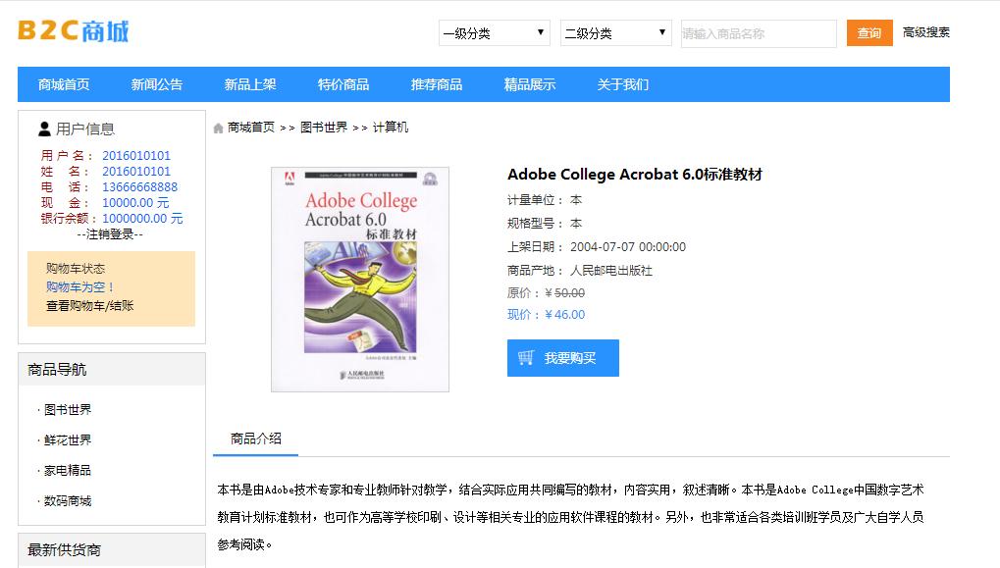 B2C商城
一级分类
二级分类
请输入商品名称
查询
高级搜索
商城首页 新闻公告 新品上架 特价商品 推荐商品 精品展示 关于我们
用户信息
用 户 名： 2016010101
姓 名： 2016010101
电 话： 13666668888
现 金： 10000.00 元
银行余额：1000000.00 元
--注销登录--
购物车状态
购物车为空！
查看购物车/结账
商品导航
· 图书世界
· 鲜花世界
· 家电精品
· 数码商城
最新供货商
商城首页 >> 图书世界 >> 计算机
Adobe College
Acrobat 6.0
标准教材
人民邮电出版社
Adobe College Acrobat 6.0标准教材
计量单位： 本
规格型号： 本
上架日期： 2004-07-07 00:00:00
商品产地： 人民邮电出版社
原价：￥50.00
现价：￥46.00
我要购买
商品介绍
本书是由Adobe技术专家和专业教师针对教学，结合实际应用共同编写的教材，内容实用，叙述清晰。本书是Adobe College中国数字艺术
教育计划标准教材，也可作为高等学校印刷、设计等相关专业的应用软件课程的教材。另外，也非常适合各类培训班学员及广大自学人员
参考阅读。